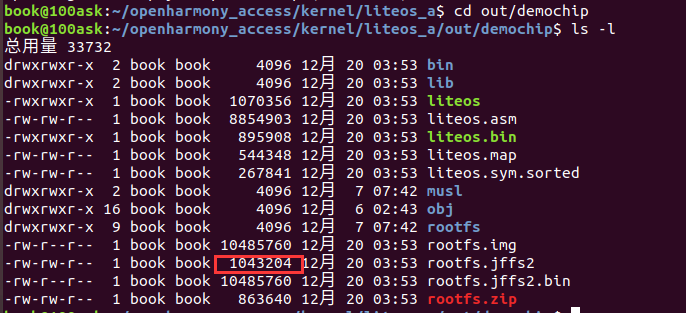 book@100ask:~/openharmony_access/kernel/liteos_a$ cd out/demochip
book@100ask:~/openharmony_access/kernel/liteos_a/out/demochip$ ls -l
总用量 33732
drwxrwxr-x 2 book book 4096 12月 20 03:53 bin
drwxrwxr-x 2 book book 4096 12月 20 03:53 lib
-rwxrwxr-x 1 book book 1070356 12月 20 03:53 liteos
-rw-rw-r-- 1 book book 8854903 12月 20 03:53 liteos.asm
-rwxrwxr-x 1 book book 895908 12月 20 03:53 liteos.bin
-rw-rw-r-- 1 book book 544348 12月 20 03:53 liteos.map
-rw-rw-r-- 1 book book 267841 12月 20 03:53 liteos.sym.sorted
drwxrwxr-x 2 book book 4096 12月 7 07:42 musl
drwxrwxr-x 16 book book 4096 12月 6 02:43 obj
drwxrwxr-x 9 book book 4096 12月 7 07:42 rootfs
-rw-r--r-- 1 book book 10485760 12月 20 03:53 rootfs.img
-rw-r--r-- 1 book book 1043204 12月 20 03:53 rootfs.jffs2
-rw-rw-r-- 1 book book 10485760 12月 20 03:53 rootfs.jffs2.bin
-rw-rw-r-- 1 book book 863640 12月 20 03:53 rootfs.zip